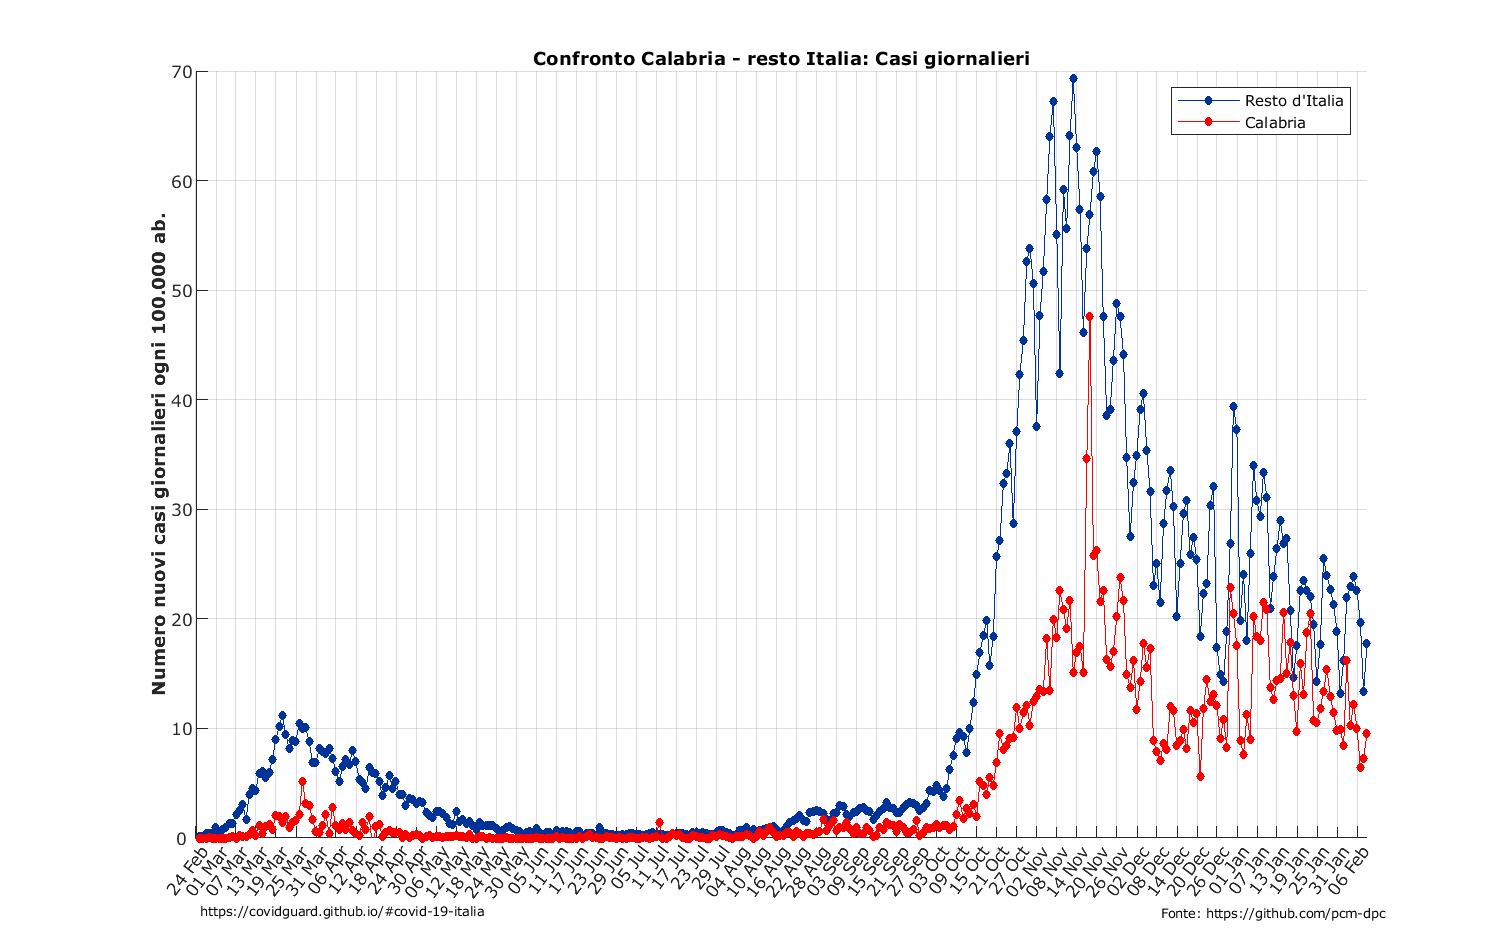 Confronto Calabria - resto Italia: Casi giornalieri
Numero nuovi casi giornalieri ogni 100.000 ab.
70
60
50
40
30
20
10
0
Resto d'Italia
Calabria
24 Feb
01 Mar
07 Mar
13 Mar
19 Mar
25 Mar
31 Mar
06 Apr
12 Apr
18 Apr
24 Apr
30 Apr
06 May
12 May
18 May
24 May
30 May
05 Jun
11 Jun
17 Jun
23 Jun
29 Jun
05 Jul
11 Jul
17 Jul
23 Jul
29 Jul
04 Aug
10 Aug
16 Aug
22 Aug
28 Aug
03 Sep
09 Sep
15 Sep
21 Sep
27 Sep
03 Oct
09 Oct
15 Oct
21 Oct
27 Oct
02 Nov
08 Nov
14 Nov
20 Nov
26 Nov
02 Dec
08 Dec
14 Dec
20 Dec
26 Dec
01 Jan
07 Jan
13 Jan
19 Jan
25 Jan
31 Jan
06 Feb
https://covidguard.github.io/#covid-19-italia
Fonte: https://github.com/pcm-dpc